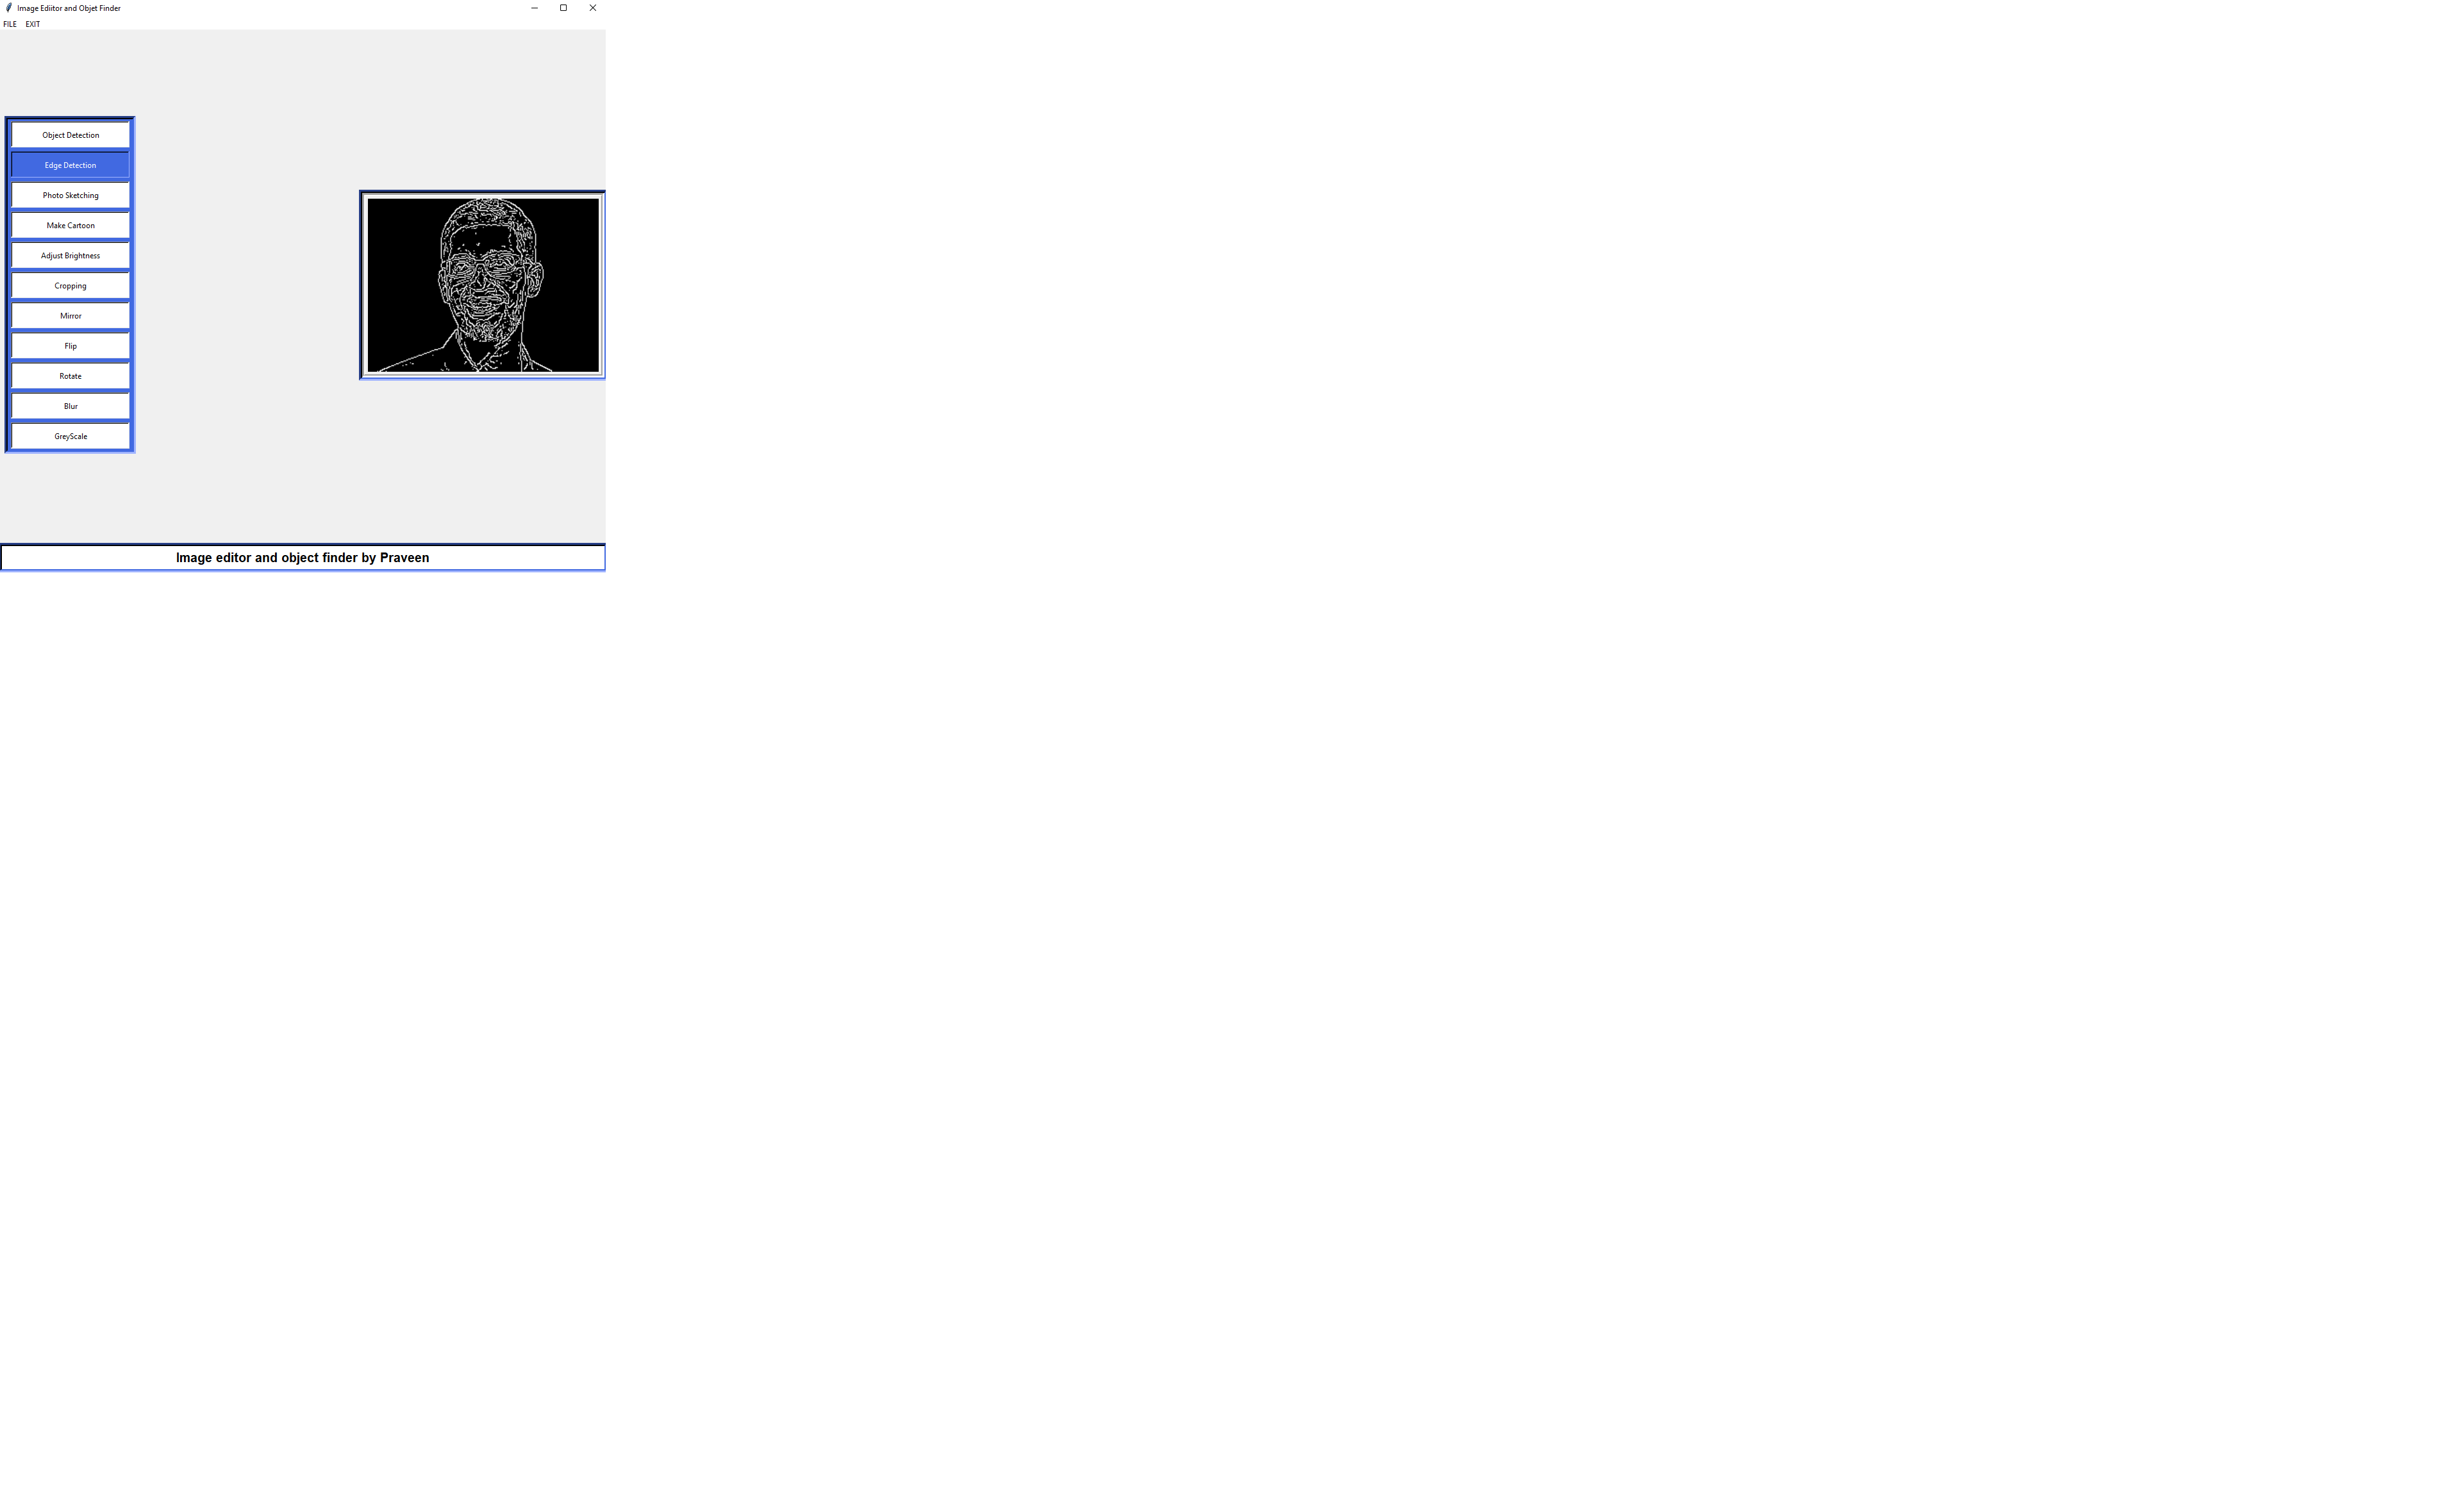 Image Ediitor and Objet Finder
FILE EXIT
Object Detection
Edge Detection
Photo Sketching
Make Cartoon
Adjust Brightness
Cropping
Mirror
Flip
Rotate
Blur
GreyScale
Image editor and object finder by Praveen